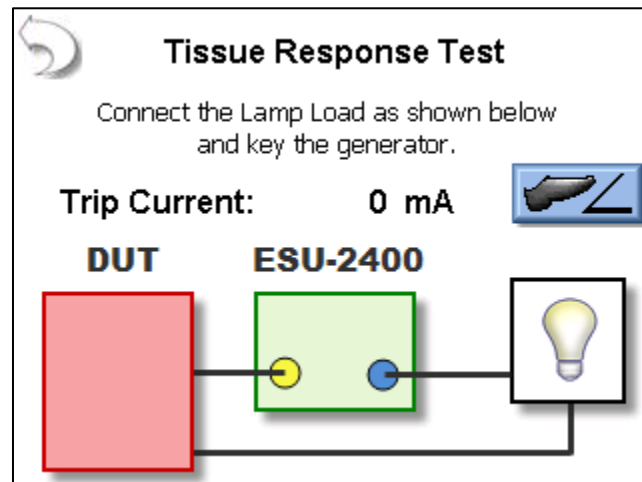 Tissue Response Test
Connect the Lamp Load as shown below
and key the generator.
Trip Current: 0 mA
DUT ESU-2400